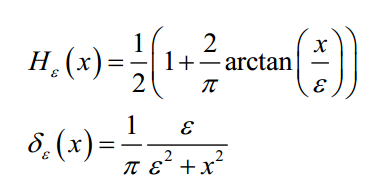 H_ε(x) = 1/2 (1 + 2/π arctan(x/ε))
δ_ε(x) = 1/π ε/(ε² + x²)